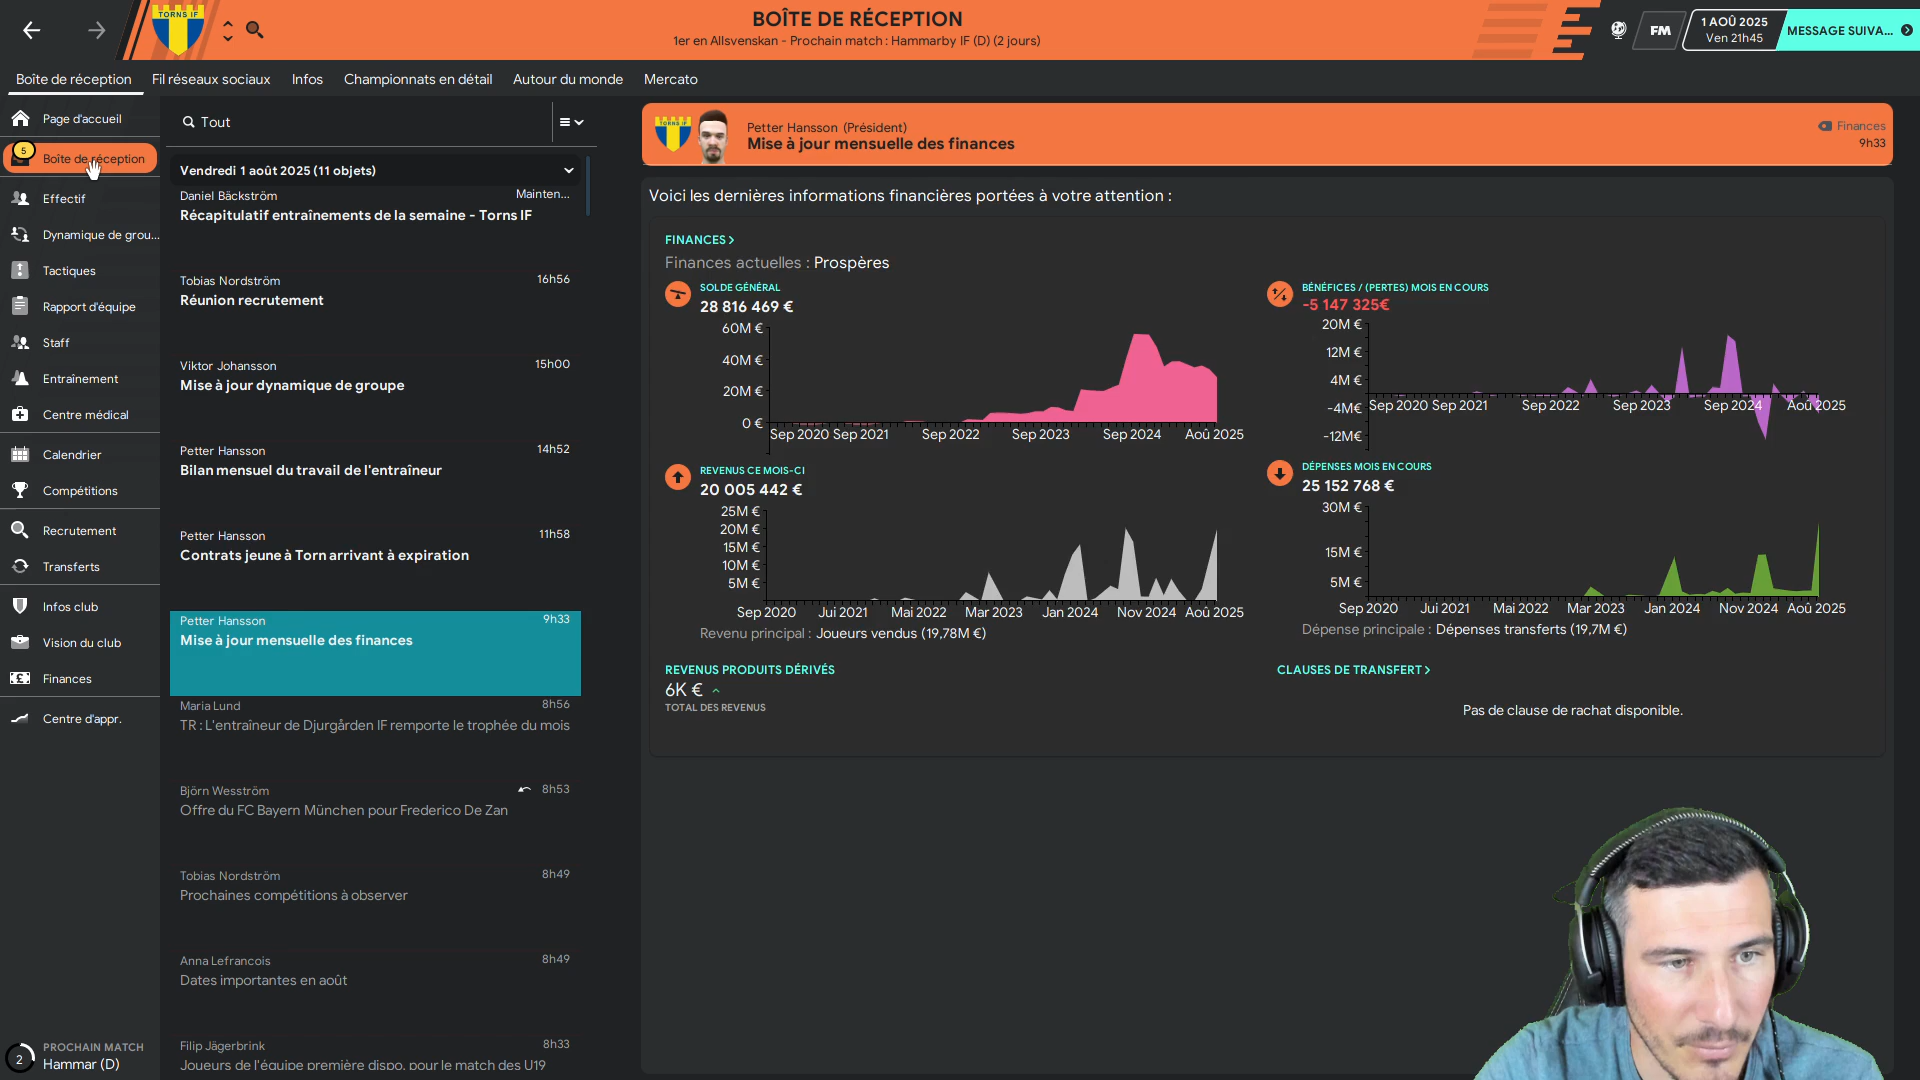 TORNS IF
BOÎTE DE RÉCEPTION
1er en Allsvenskan - Prochain match : Hammarby IF (D) (2 jours)
FM
1 AOÛ 2025
Ven 21h45
MESSAGE SUIVA...
Boîte de réception
Fil réseaux sociaux
Infos
Championnats en détail
Autour du monde
Mercato
Page d'accueil
5
Boîte de réception
Effectif
Dynamique de grou...
Tactiques
Rapport d'équipe
Staff
Entraînement
Centre médical
Calendrier
Compétitions
Recrutement
Transferts
Infos club
Vision du club
Finances
Centre d'appr.
2
PROCHAIN MATCH
Hammar (D)
Tout
Vendredi 1 août 2025 (11 objets)
Daniel Bäckström
Mainten...
Récapitulatif entraînements de la semaine - Torns IF
Tobias Nordström
16h56
Réunion recrutement
Viktor Johansson
15h00
Mise à jour dynamique de groupe
Petter Hansson
14h52
Bilan mensuel du travail de l'entraîneur
Petter Hansson
11h58
Contrats jeune à Torn arrivant à expiration
Petter Hansson
9h33
Mise à jour mensuelle des finances
Maria Lund
8h56
TR : L'entraîneur de Djurgården IF remporte le trophée du mois
Björn Wesström
8h53
Offre du FC Bayern München pour Frederico De Zan
Tobias Nordström
8h49
Prochaines compétitions à observer
Anna Lefrancois
8h49
Dates importantes en août
Filip Jägerbrink
8h33
Joueurs de l'équipe première dispo. pour le match des U19
TORNS IF
Petter Hansson (Président)
Mise à jour mensuelle des finances
Finances
9h33
Voici les dernières informations financières portées à votre attention :
FINANCES
Finances actuelles : Prospères
SOLDE GÉNÉRAL
28 816 469 €
60M €
40M €
20M €
0 €
Sep 2020 Sep 2021 Sep 2022 Sep 2023 Sep 2024 Aoû 2025
BÉNÉFICES / (PERTES) MOIS EN COURS
-5 147 325€
20M €
12M €
4M €
-4M€
-12M€
Sep 2020 Sep 2021 Sep 2022 Sep 2023 Sep 2024 Aoû 2025
REVENUS CE MOIS-CI
20 005 442 €
25M €
20M €
15M €
10M €
5M €
Sep 2020 Jui 2021 Mai 2022 Mar 2023 Jan 2024 Nov 2024 Aoû 2025
Revenu principal : Joueurs vendus (19,78M €)
DÉPENSES MOIS EN COURS
25 152 768 €
30M €
15M €
5M €
Sep 2020 Jui 2021 Mai 2022 Mar 2023 Jan 2024 Nov 2024 Aoû 2025
Dépense principale : Dépenses transferts (19,7M €)
REVENUS PRODUITS DÉRIVÉS
6K €
TOTAL DES REVENUS
CLAUSES DE TRANSFERT
Pas de clause de rachat disponible.